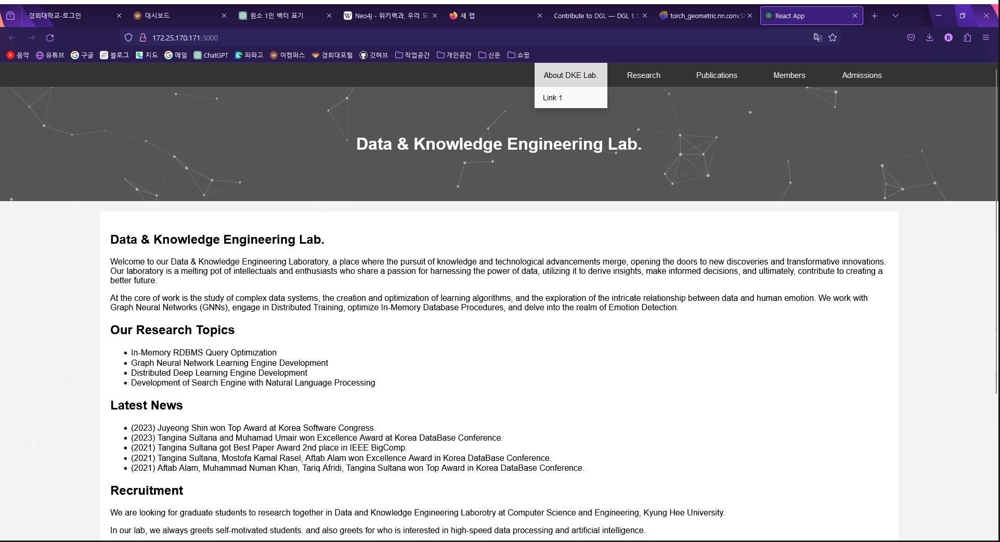 경희대학교-로그인
대시보드
원소 1인 벡터 표기
Neo4j - 위키백과, 우리 모
새 탭
Contribute to DGL — DGL 1.1.
torch_geometric.nn.conv.Si
React App
172.25.170.171:3000
음악 유튜브 구글 블로그 지도 메일 ChatGPT 파파고 이캠퍼스 경희대포털 깃허브 작업공간 개인공간 신문 쇼핑
About DKE Lab. Research Publications Members Admissions
Link 1
Data & Knowledge Engineering Lab.
Data & Knowledge Engineering Lab.
Welcome to our Data & Knowledge Engineering Laboratory, a place where the pursuit of knowledge and technological advancements merge, opening the doors to new discoveries and transformative innovations.
Our laboratory is a melting pot of intellectuals and enthusiasts who share a passion for harnessing the power of data, utilizing it to derive insights, make informed decisions, and ultimately, contribute to creating a
better future.
At the core of work is the study of complex data systems, the creation and optimization of learning algorithms, and the exploration of the intricate relationship between data and human emotion. We work with
Graph Neural Networks (GNNs), engage in Distributed Training, optimize In-Memory Database Procedures, and delve into the realm of Emotion Detection.
Our Research Topics
• In-Memory RDBMS Query Optimization
• Graph Neural Network Learning Engine Development
• Distributed Deep Learning Engine Development
• Development of Search Engine with Natural Language Processing
Latest News
• (2023) Juyeong Shin won Top Award at Korea Software Congress.
• (2023) Tangina Sultana and Muhamad Umair won Excellence Award at Korea DataBase Conference.
• (2021) Tangina Sultana got Best Paper Award 2nd place in IEEE BigComp.
• (2021) Tangina Sultana, Mostofa Kamal Rasel, Aftab Alam won Excellence Award in Korea DataBase Conference.
• (2021) Aftab Alam, Muhammad Numan Khan, Tariq Afridi, Tangina Sultana won Top Award in Korea DataBase Conference.
Recruitment
We are looking for graduate students to research together in Data and Knowledge Engineering Laborotry at Computer Science and Engineering, Kyung Hee University.
In our lab, we always greets self-motivated students. and also greets for who is interested in high-speed data processing and artificial intelligence.